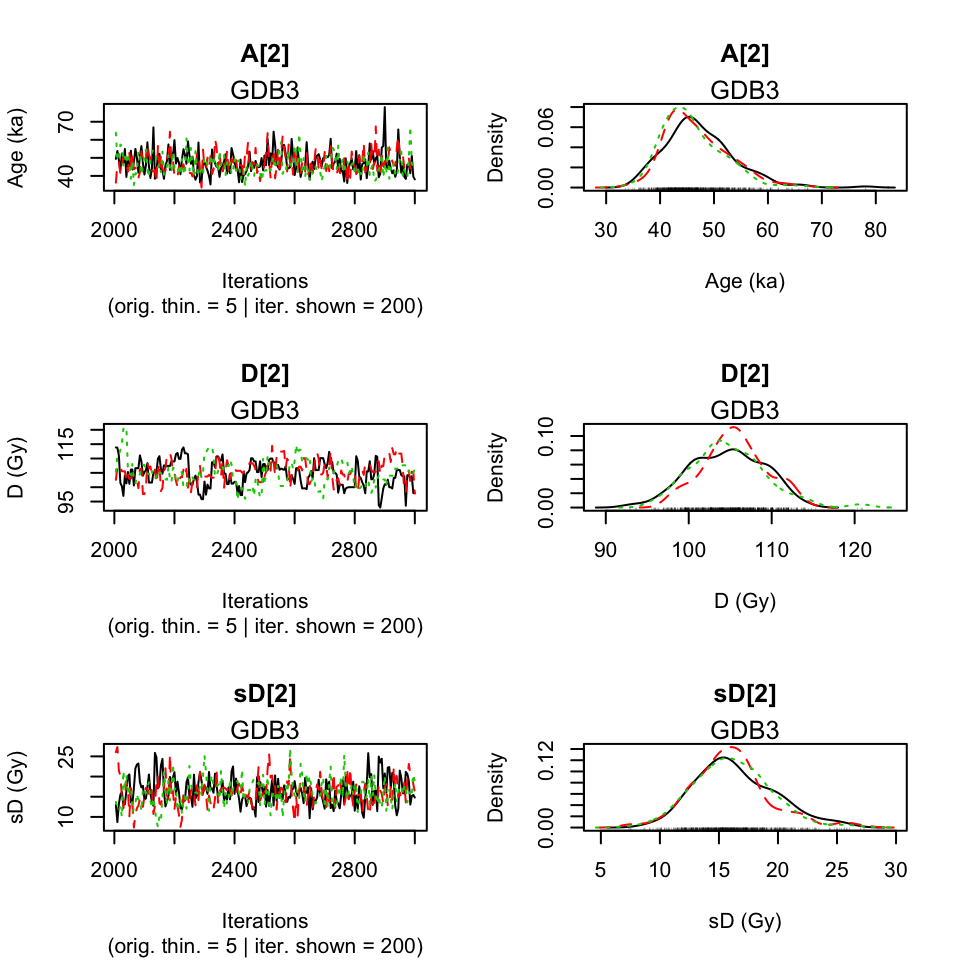 A[2]
GDB3
Age (ka)
70
40
2000 2400 2800
Iterations
(orig. thin. = 5 | iter. shown = 200)
A[2]
GDB3
Density
0.06
0.00
30 40 50 60 70 80
Age (ka)
D[2]
GDB3
D (Gy)
115
95
2000 2400 2800
Iterations
(orig. thin. = 5 | iter. shown = 200)
D[2]
GDB3
Density
0.10
0.00
90 100 110 120
D (Gy)
sD[2]
GDB3
sD (Gy)
25
10
2000 2400 2800
Iterations
(orig. thin. = 5 | iter. shown = 200)
sD[2]
GDB3
Density
0.12
0.00
5 10 15 20 25 30
sD (Gy)